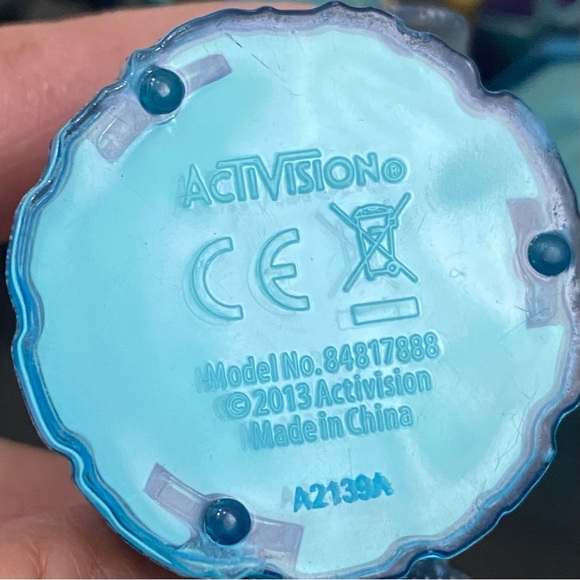 ACTIVISION®
CE
Model No. 84817888
© 2013 Activision
Made in China
A2139A